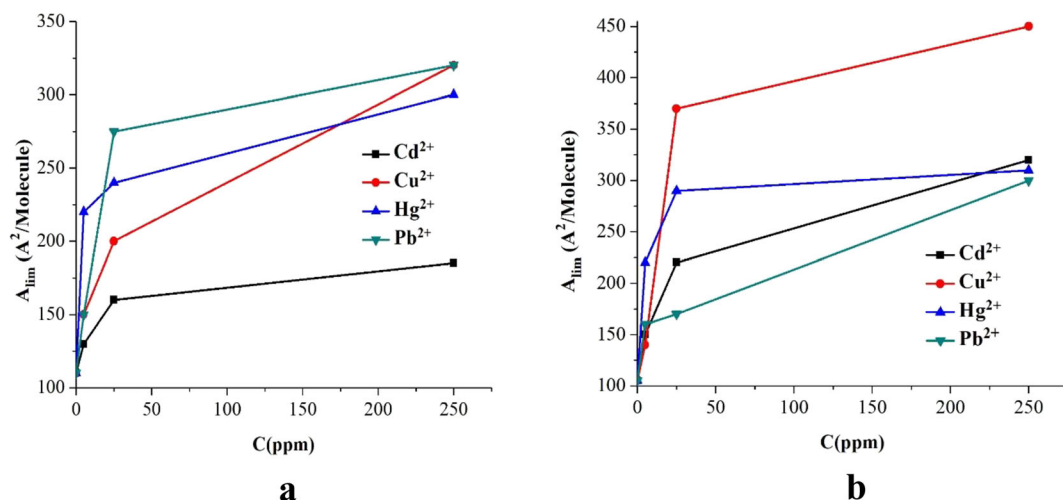 350
300
250
200
150
100
A_lim (A²/Molecule)
Cd²⁺
Cu²⁺
Hg²⁺
Pb²⁺
0 50 100 150 200 250
C(ppm)
a
450
400
350
300
250
200
150
100
A_lim (A²/Molecule)
Cd²⁺
Cu²⁺
Hg²⁺
Pb²⁺
0 50 100 150 200 250
C(ppm)
b